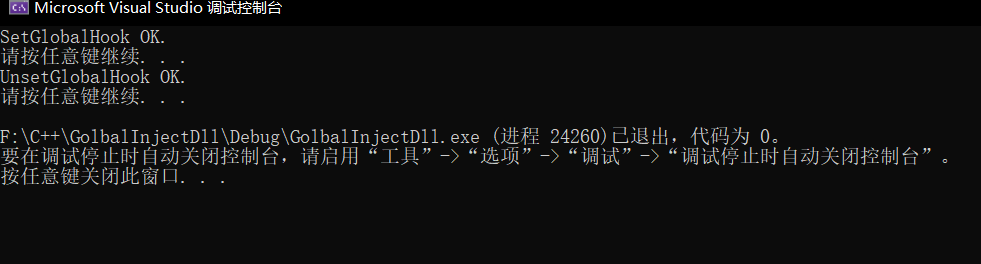 Microsoft Visual Studio 调试控制台
SetGlobalHook OK.
请按任意键继续. . .
UnsetGlobalHook OK.
请按任意键继续. . .
F:\C++\GolbalInjectDll\Debug\GolbalInjectDll.exe (进程 24260)已退出，代码为 0。
要在调试停止时自动关闭控制台，请启用“工具”->“选项”->“调试”->“调试停止时自动关闭控制台”。
按任意键关闭此窗口. . .